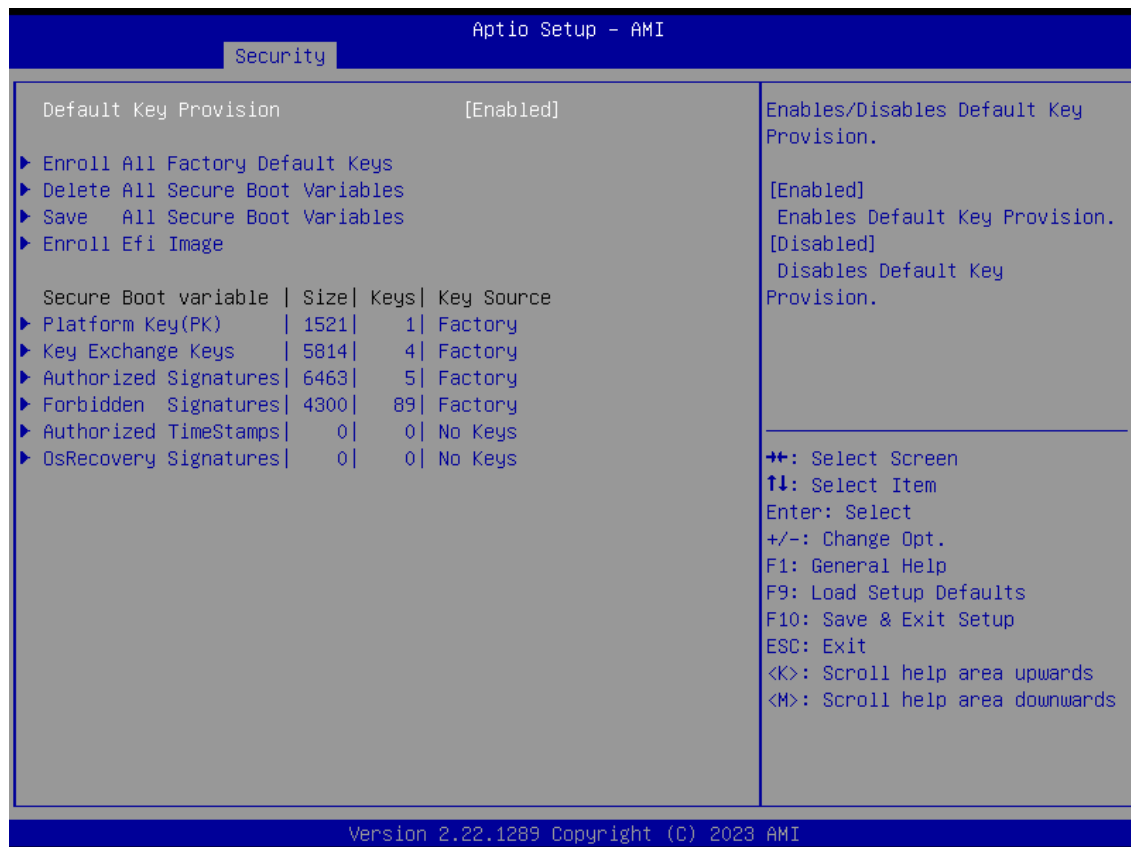 Aptio Setup – AMI
Security
Default Key Provision [Enabled]
▶ Enroll All Factory Default Keys
▶ Delete All Secure Boot Variables
▶ Save   All Secure Boot Variables
▶ Enroll Efi Image
Secure Boot variable | Size| Keys| Key Source
▶ Platform Key(PK)     | 1521|    1| Factory
▶ Key Exchange Keys    | 5814|    4| Factory
▶ Authorized Signatures| 6463|    5| Factory
▶ Forbidden  Signatures| 4300|   89| Factory
▶ Authorized TimeStamps|    0|    0| No Keys
▶ OsRecovery Signatures|    0|    0| No Keys
Enables/Disables Default Key
Provision.
[Enabled]
Enables Default Key Provision.
[Disabled]
Disables Default Key
Provision.
→←: Select Screen
↑↓: Select Item
Enter: Select
+/-: Change Opt.
F1: General Help
F9: Load Setup Defaults
F10: Save & Exit Setup
ESC: Exit
<K>: Scroll help area upwards
<M>: Scroll help area downwards
Version 2.22.1289 Copyright (C) 2023 AMI